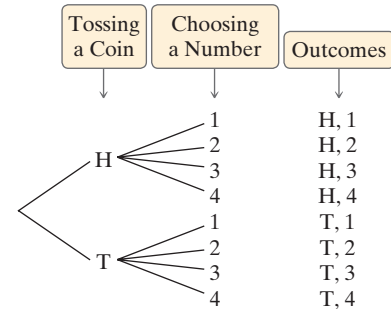 Tossing
a Coin
Choosing
a Number
Outcomes
1 H, 1
2 H, 2
H
3 H, 3
4 H, 4
1 T, 1
2 T, 2
T
3 T, 3
4 T, 4